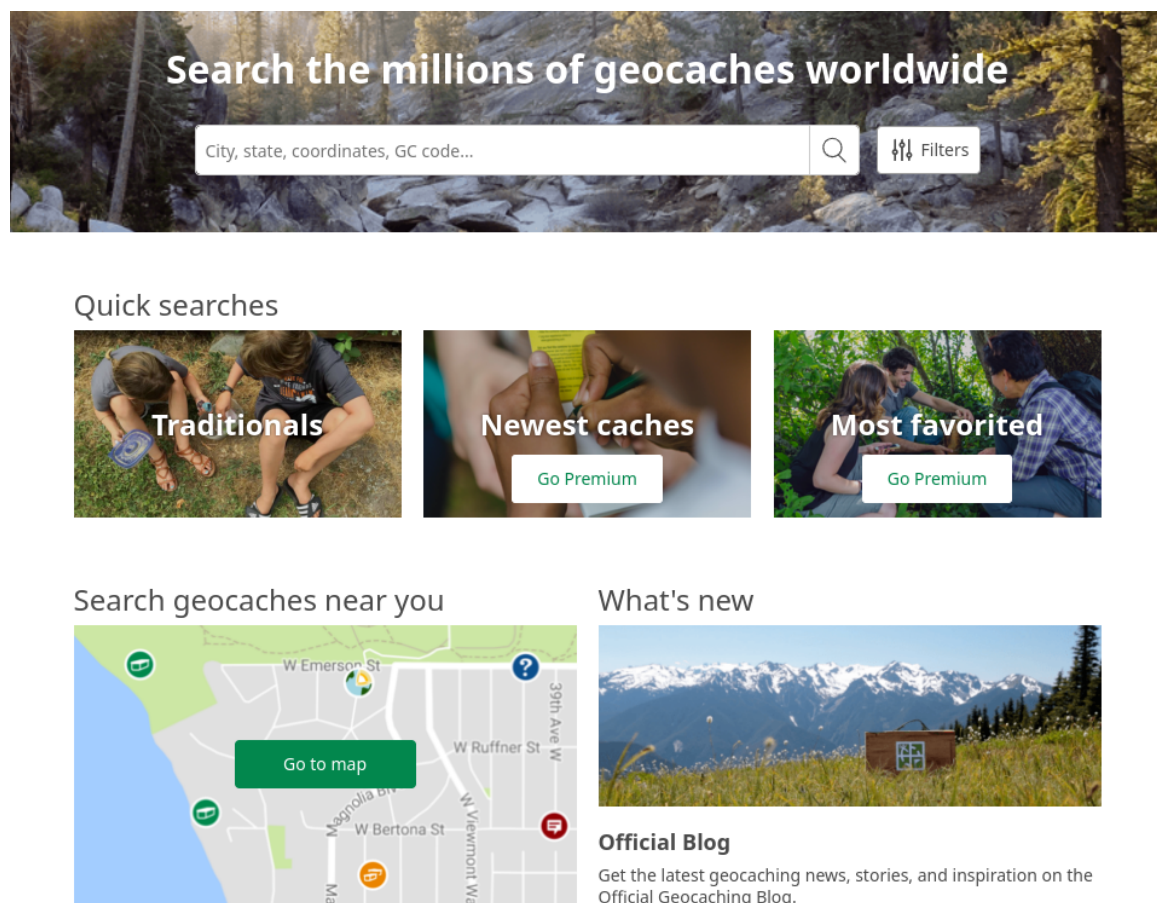 Search the millions of geocaches worldwide
City, state, coordinates, GC code...
Filters
Quick searches
Traditionals
Newest caches
Most favorited
Go Premium
Go Premium
Search geocaches near you
What's new
W Emerson St
39th Ave W
W Ruffner St
Go to map
Magnolia Blv
W Bertona St
W Viewmont Wa
Ma
Official Blog
Get the latest geocaching news, stories, and inspiration on the
Official Geocaching Blog.